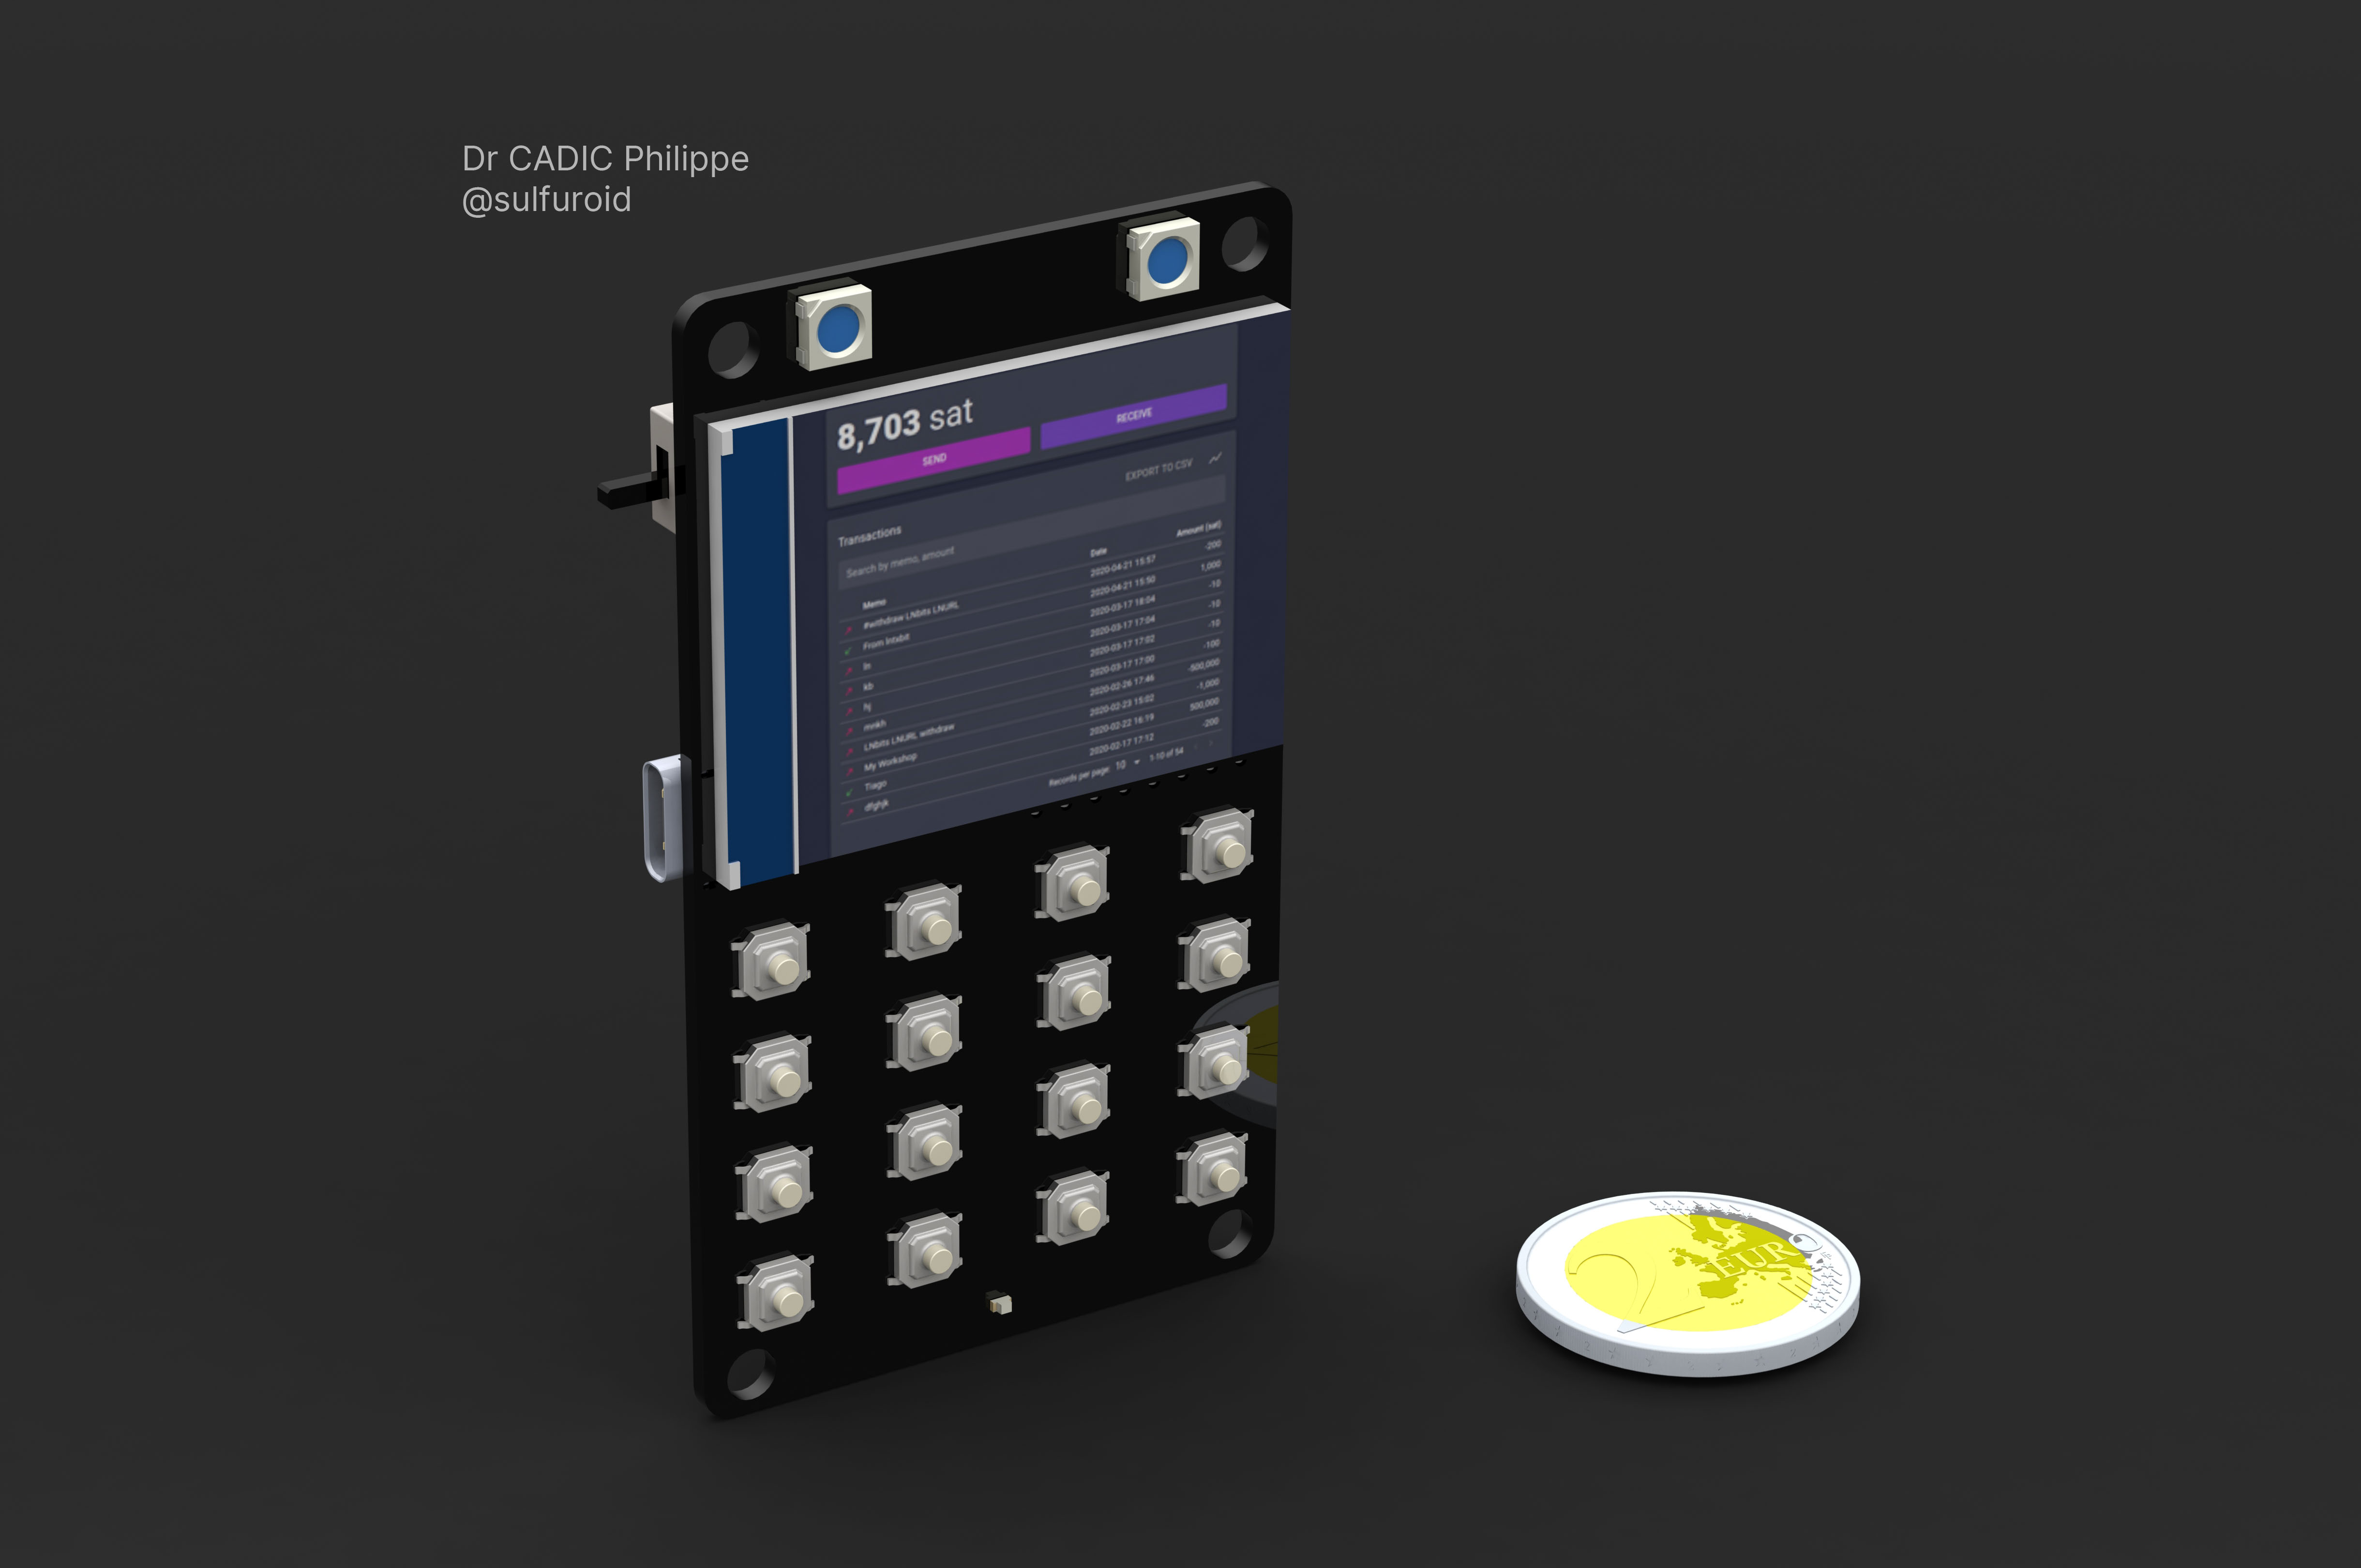 Dr CADIC Philippe
@sulfuroid
8,703 sat
SEND RECEIVE
EXPORT TO CSV
Transactions
Search by memo, amount
Memo Date Amount (sat)
#withdraw LNbits LNURL 2020-04-21 15:57 -200
From lntxbit 2020-04-21 15:50 1,000
ln 2020-03-17 18:04 -10
kb 2020-03-17 17:04 -10
hj 2020-03-17 17:02 -10
mnkh 2020-03-17 17:00 -100
LNbits LNURL withdraw 2020-02-26 17:46 -500,000
My Workshop 2020-02-23 15:02 -1,000
Tiago 2020-02-22 16:19 500,000
dfghjk 2020-02-17 17:12 -200
Records per page: 10 1-10 of 54
2 EURO